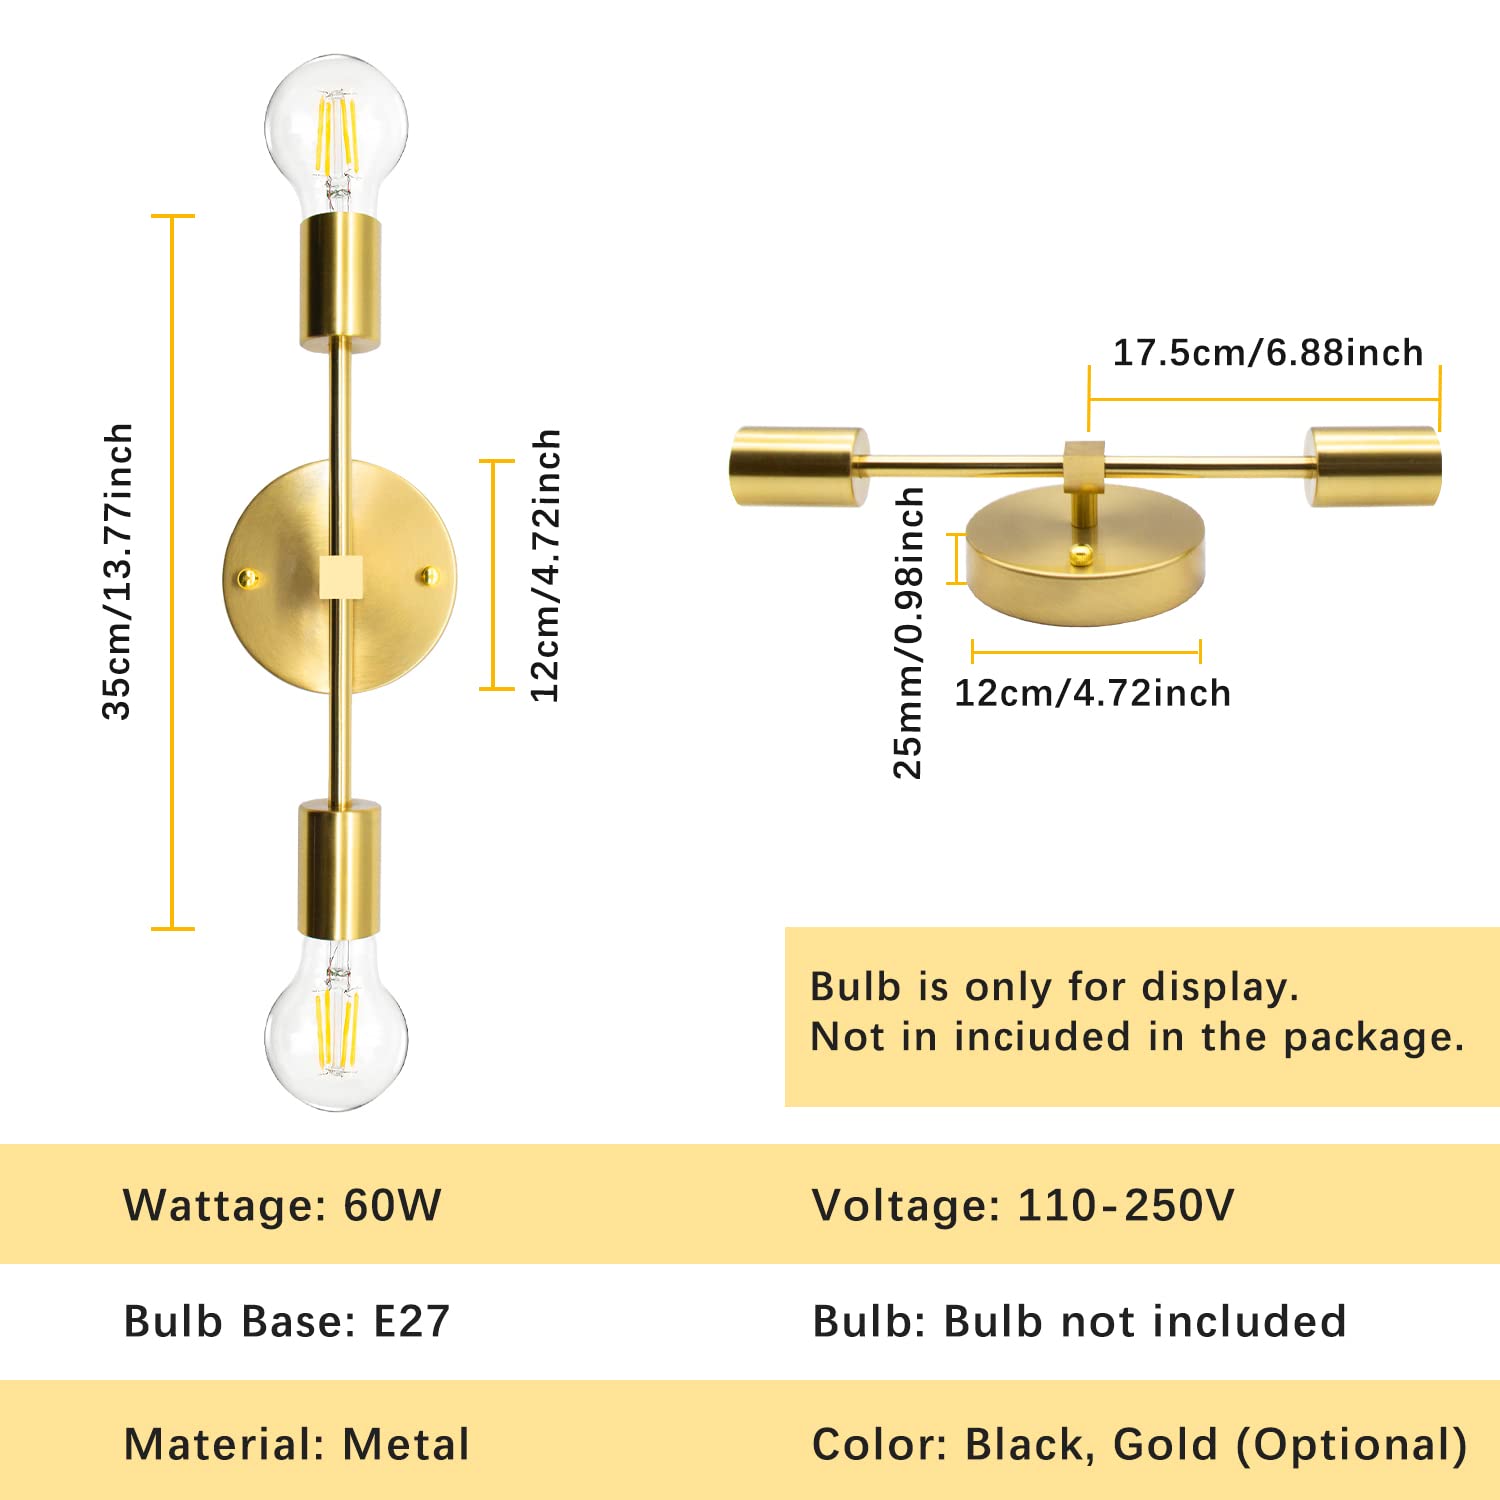 35cm/13.77inch
12cm/4.72inch
17.5cm/6.88inch
25mm/0.98inch
12cm/4.72inch
Bulb is only for display.
Not in inciuded in the package.
Wattage: 60W
Voltage: 110-250V
Bulb Base: E27
Bulb: Bulb not included
Material: Metal
Color: Black, Gold (Optional)